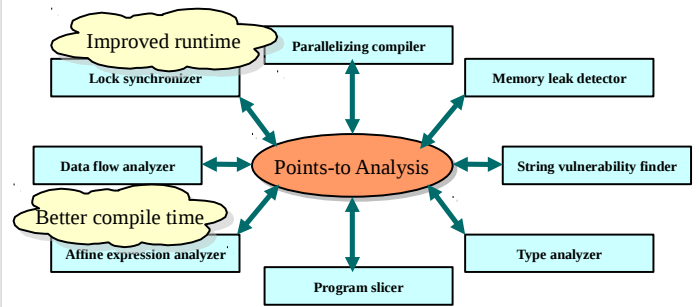 Improved runtime
Parallelizing compiler
Lock synchronizer
Memory leak detector
Data flow analyzer
Points-to Analysis
String vulnerability finder
Better compile time
Affine expression analyzer
Type analyzer
Program slicer